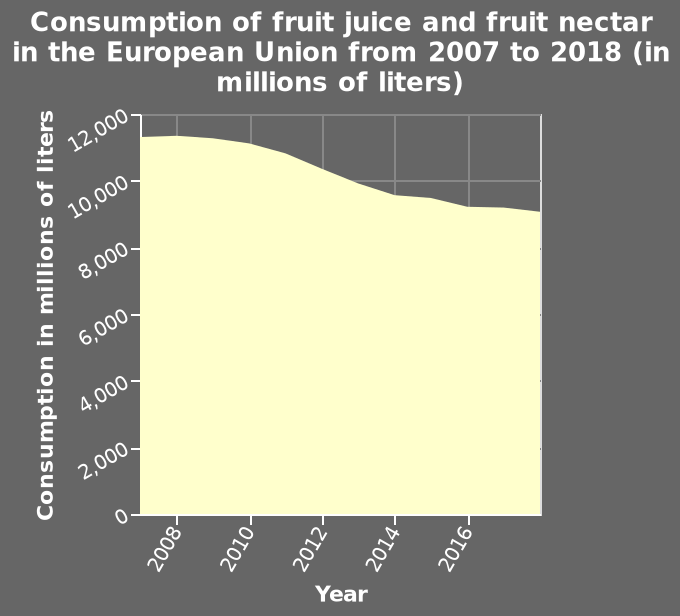 Consumption of fruit juice and fruit nectar
in the European Union from 2007 to 2018 (in
millions of liters)
Consumption in millions of liters
12,000
10,000
8,000
6,000
4,000
2,000
0
2008
2010
2012
2014
2016
Year